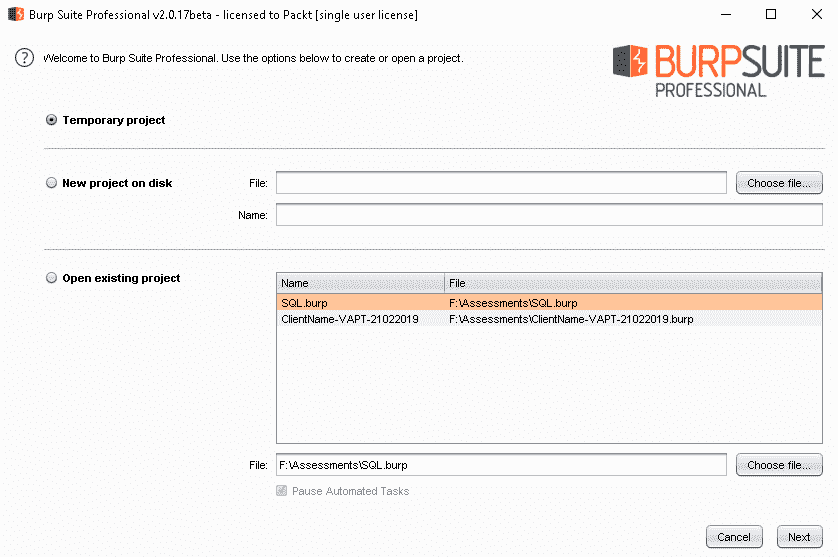 Burp Suite Professional v2.0.17beta - licensed to Packt [single user license]
? Welcome to Burp Suite Professional. Use the options below to create or open a project.
BURPSUITE
PROFESSIONAL
Temporary project
New project on disk File: Choose file...
Name:
Open existing project
Name File
SQL.burp F:\Assessments\SQL.burp
ClientName-VAPT-21022019 F:\Assessments\ClientName-VAPT-21022019.burp
File: F:\Assessments\SQL.burp Choose file...
Pause Automated Tasks
Cancel Next